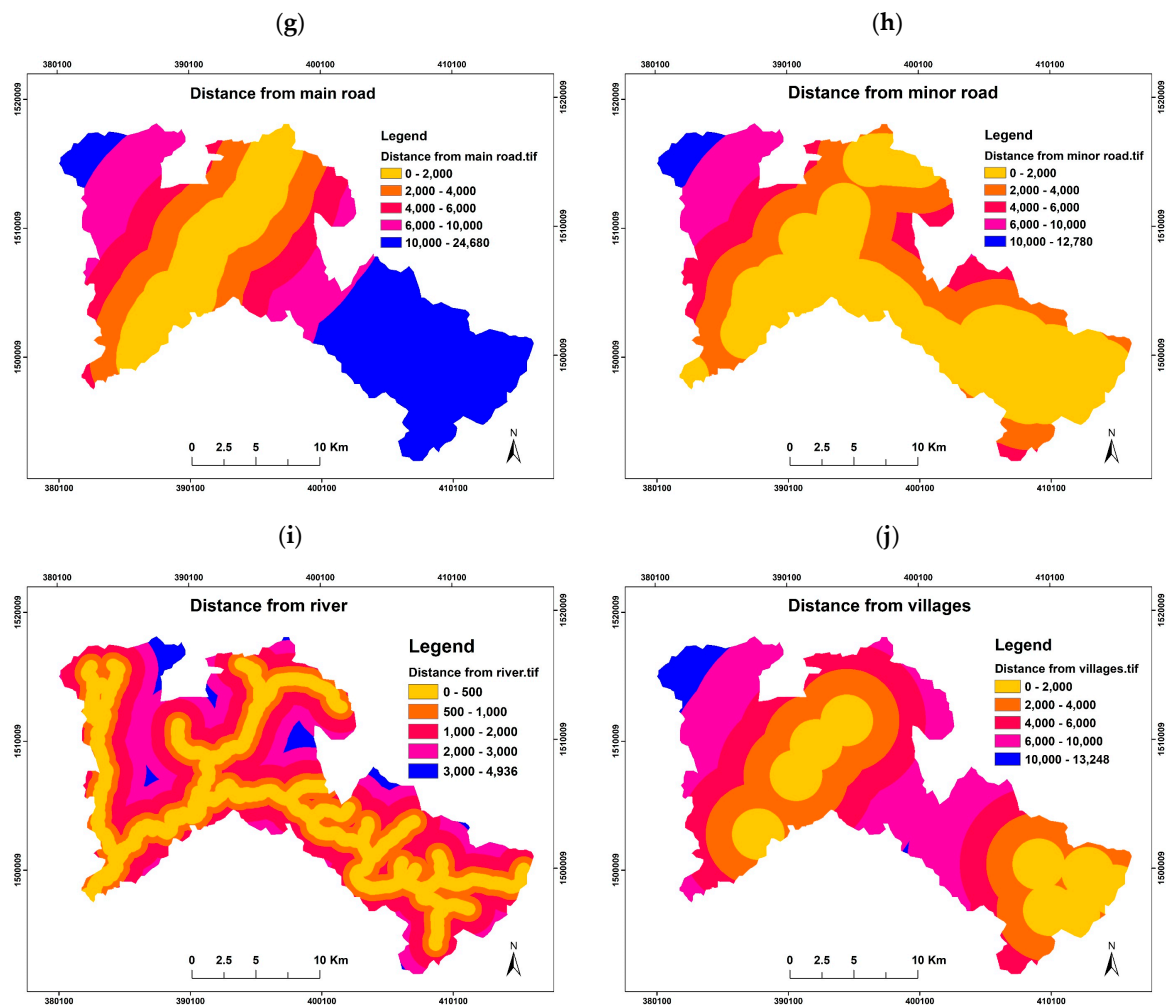 (g)
380100 390100 400100 410100
Distance from main road
Legend
Distance from main road.tif
0 - 2,000
2,000 - 4,000
4,000 - 6,000
6,000 - 10,000
10,000 - 24,680
1520009
1510009
1500009
1520009
1510009
1500009
N
0 2.5 5 10 Km
380100 390100 400100 410100
(h)
380100 390100 400100 410100
Distance from minor road
Legend
Distance from minor road.tif
0 - 2,000
2,000 - 4,000
4,000 - 6,000
6,000 - 10,000
10,000 - 12,780
1520009
1510009
1500009
1520009
1510009
1500009
N
0 2.5 5 10 Km
380100 390100 400100 410100
(i)
380100 390100 400100 410100
Distance from river
Legend
Distance from river.tif
0 - 500
500 - 1,000
1,000 - 2,000
2,000 - 3,000
3,000 - 4,936
1520009
1510009
1500009
1520009
1510009
1500009
N
0 2.5 5 10 Km
380100 390100 400100 410100
(j)
380100 390100 400100 410100
Distance from villages
Legend
Distance from villages.tif
0 - 2,000
2,000 - 4,000
4,000 - 6,000
6,000 - 10,000
10,000 - 13,248
1520009
1510009
1500009
1520009
1510009
1500009
N
0 2.5 5 10 Km
380100 390100 400100 410100